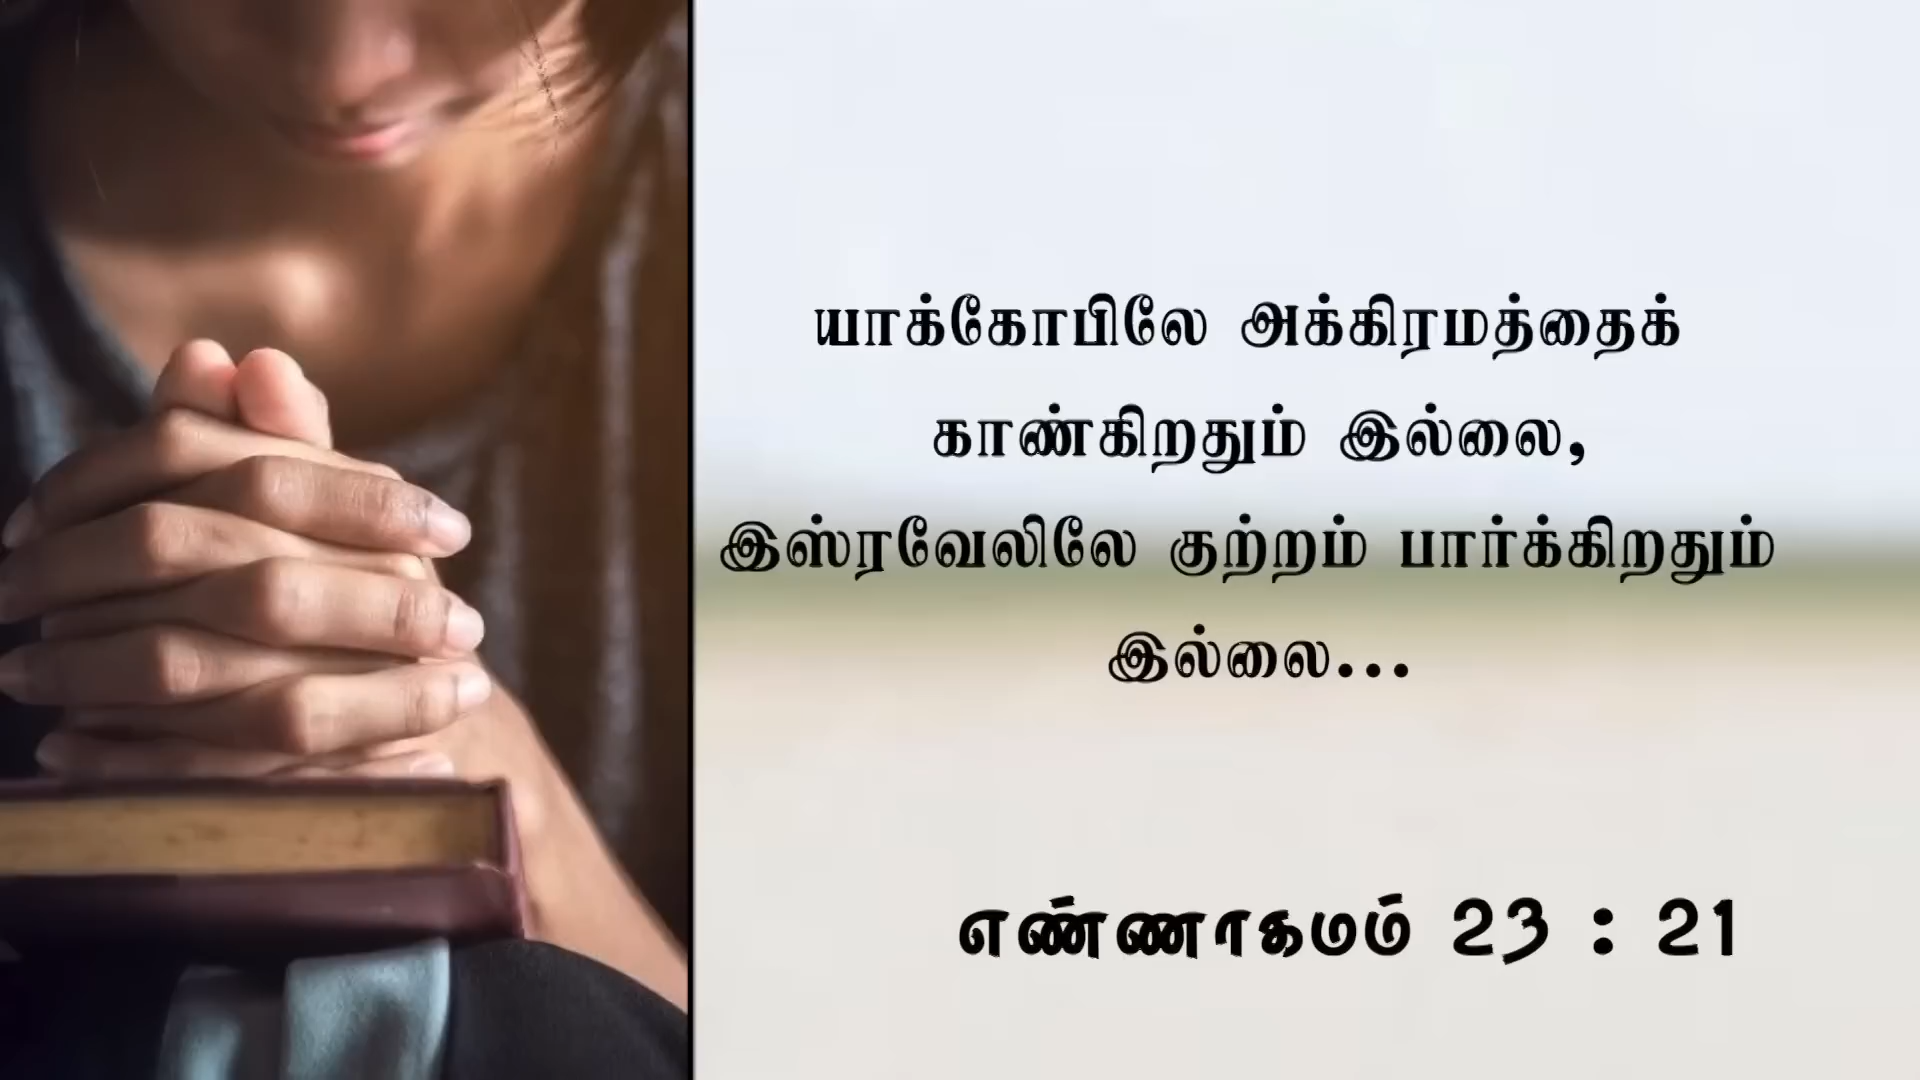 யாக்கோபிலே அக்கிரமத்தைக்
காண்கிறதும் இல்லை,
இஸ்ரவேலிலே குற்றம் பார்க்கிறதும்
இல்லை...
எண்ணாகமம் 23 : 21